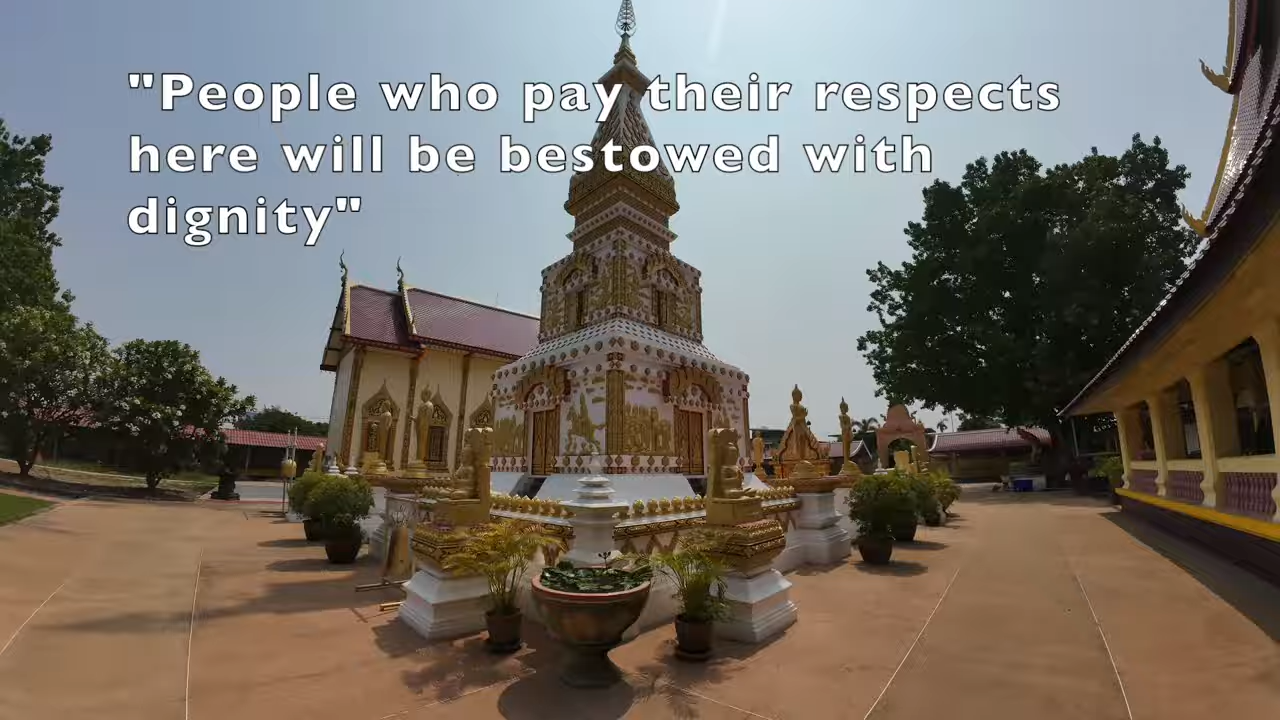 "People who pay their respects
here will be bestowed with
dignity"